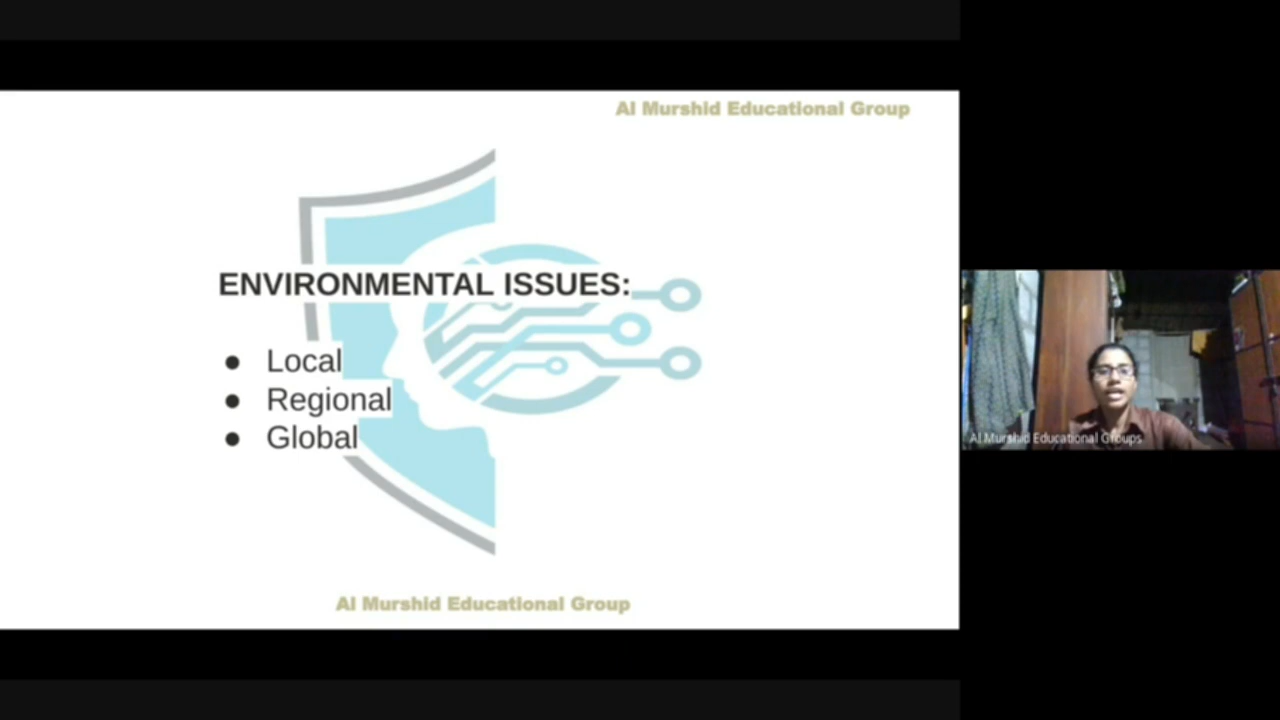 Al Murshid Educational Group
ENVIRONMENTAL ISSUES:
● Local
● Regional
● Global
Al Murshid Educational Groups
Al Murshid Educational Group